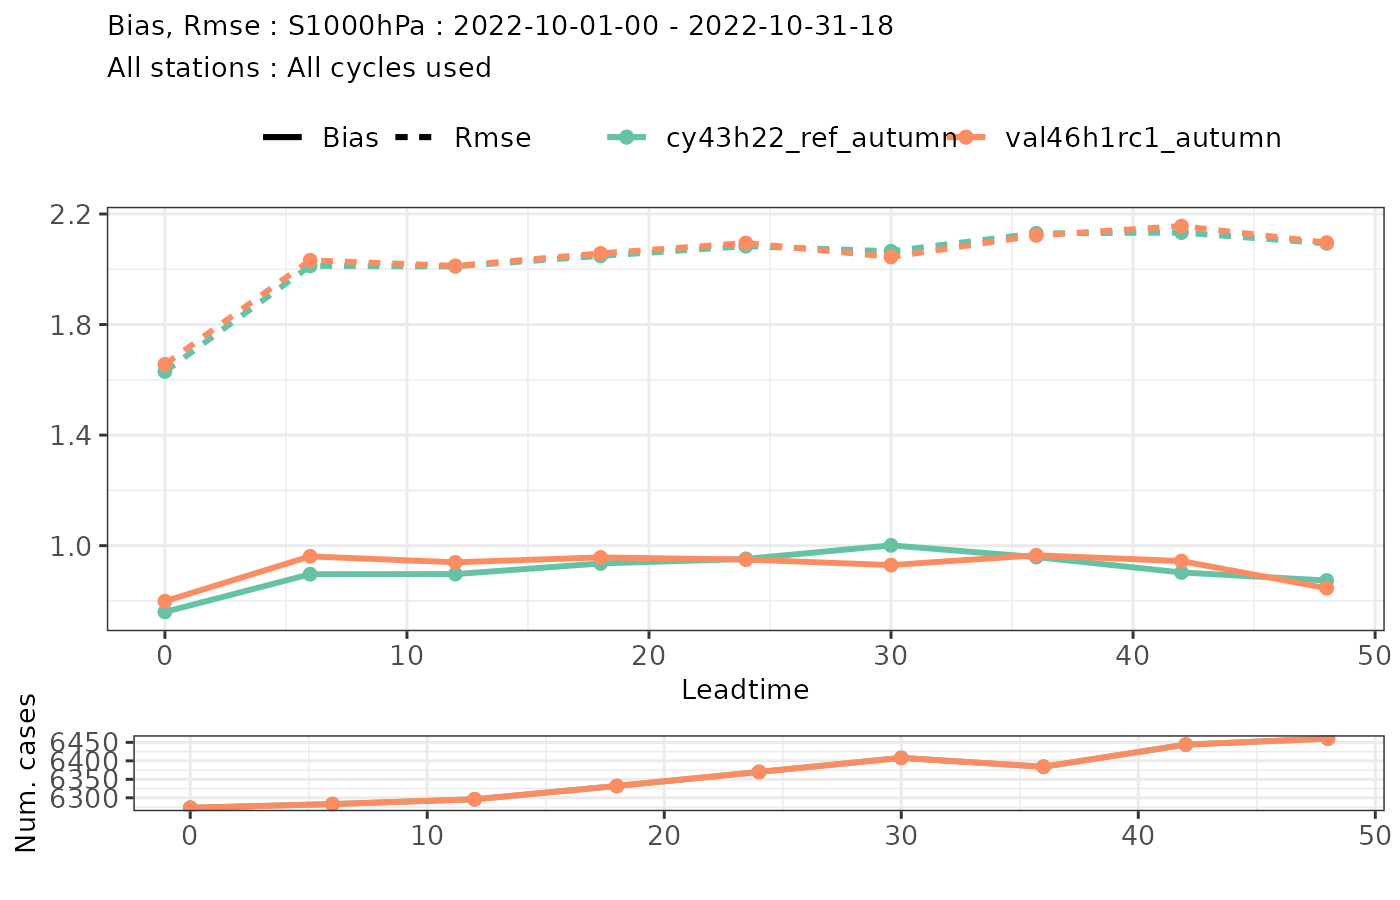 Bias, Rmse : S1000hPa : 2022-10-01-00 - 2022-10-31-18
All stations : All cycles used
Bias Rmse cy43h22_ref_autumn val46h1rc1_autumn
2.2
1.8
1.4
1.0
0 10 20 30 40 50
Leadtime
Num. cases
6450
6400
6350
6300
0 10 20 30 40 50